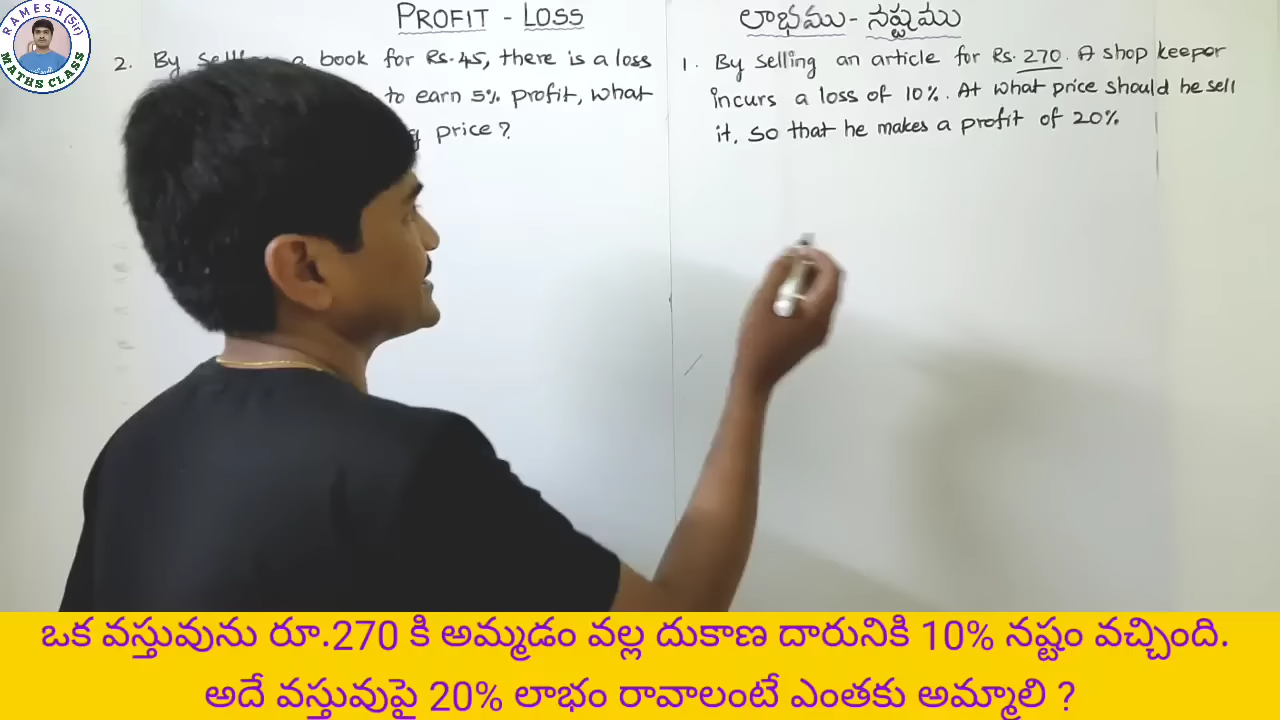 RAMESH (Sir)
MATHS CLASS
PROFIT - LOSS
2. By a book for Rs. 45, there is a loss
to earn 5% profit, what
price ?
లాభము - నష్టము
1. By selling an article for Rs. 270. A shop keeper
incurs a loss of 10%. At what price should he sell
it, so that he makes a profit of 20%
ఒక వస్తువును రూ.270 కి అమ్మడం వల్ల దుకాణ దారునికి 10% నష్టం వచ్చింది.
అదే వస్తువుపై 20% లాభం రావాలంటే ఎంతకు అమ్మాలి ?